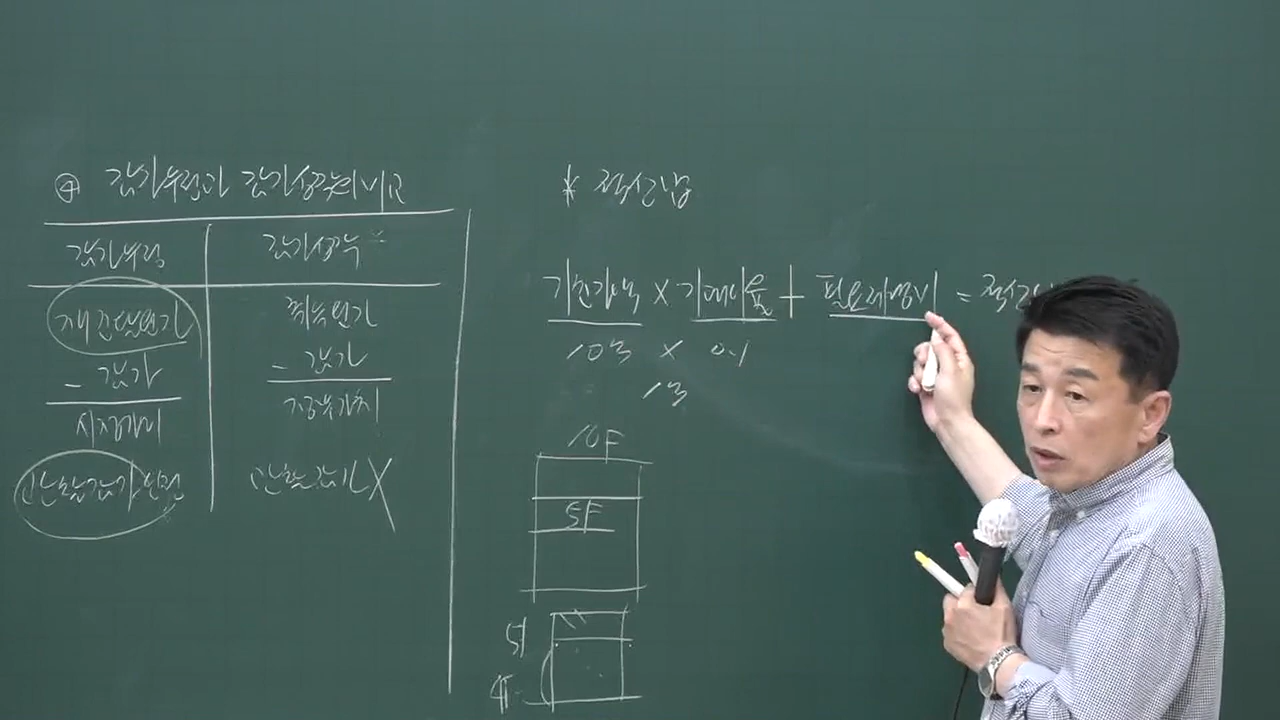 ④ 감가수정과 감가상각의 비교
감가수정
감가상각
재조달원가
- 감가
시장가치
관찰감가 인정
취득원가
- 감가
장부가치
관찰감가 X
* 적산법
기초가액 x 기대이율 + 필요제경비 = 적산
10억 x 0.1
1억
10F
5F
5F